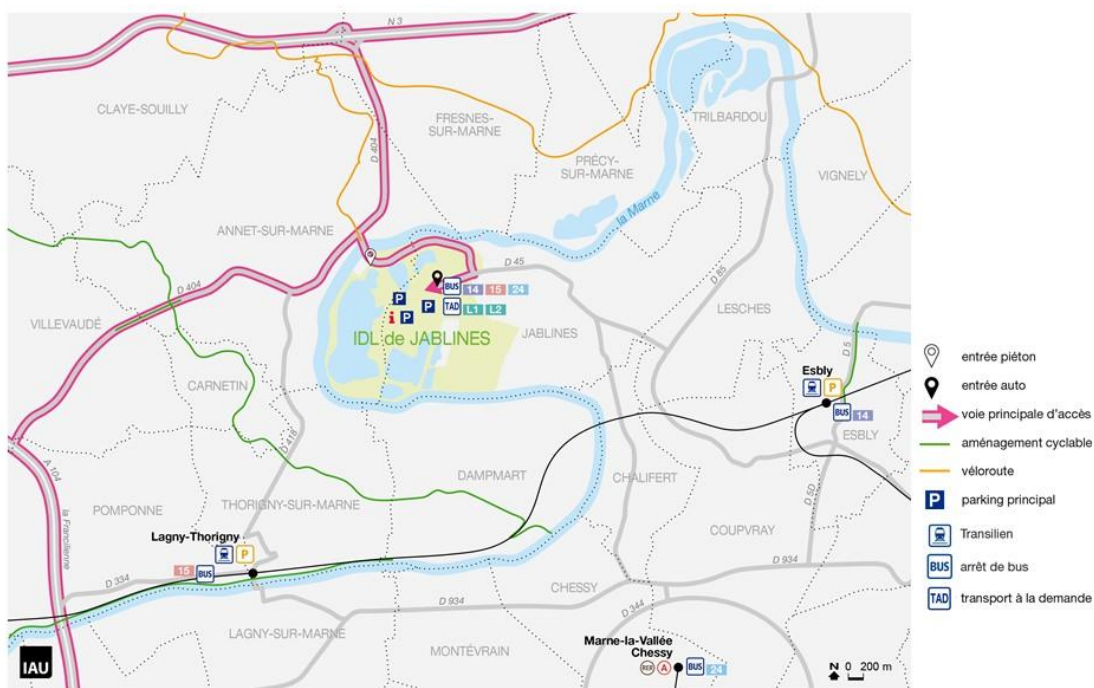 N 3
CLAYE-SOUILLY
FRESNES-
SUR-MARNE
TRILBARDOU
D 404
PRÉCY-
SUR-MARNE
VIGNELY
la Marne
ANNET-SUR-MARNE
D 45
D 85
BUS 14 15 24
D 404
P
P
TAD L1 L2
LESCHES
i P
VILLEVAUDÉ
IDL de JABLINES
JABLINES
D 5
entrée piéton
Esbly
CARNETIN
P
entrée auto
BUS 14
voie principale d'accès
D 418
ESBLY
aménagement cyclable
A 104
DAMPMART
CHALIFERT
véloroute
la Francilienne
THORIGNY-SUR-MARNE
D 5D
P parking principal
POMPONNE
COUPVRAY
Transilien
Lagny-Thorigny
P
D 934
BUS arrêt de bus
15 BUS
D 334
CHESSY
TAD transport à la demande
D 934
D 344
LAGNY-SUR-MARNE
Marne-la-Vallée
Chessy
IAU
MONTÉVRAIN
RER A BUS 24
N 0 200 m